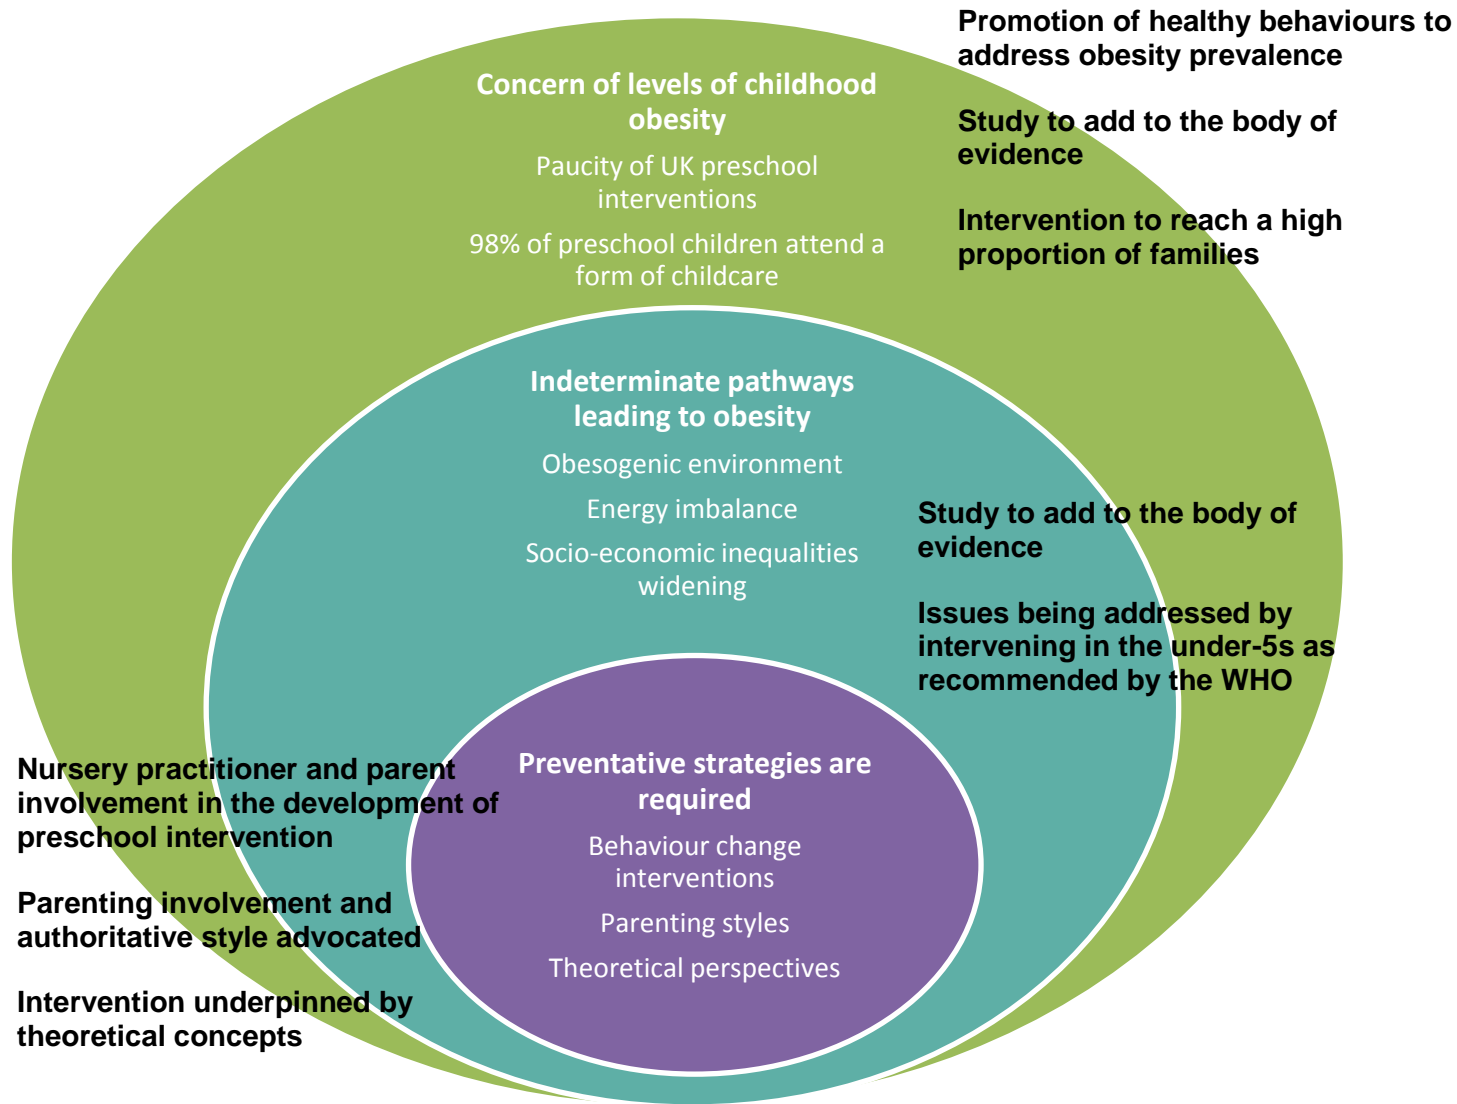 Promotion of healthy behaviours to
address obesity prevalence
Study to add to the body of
evidence
Intervention to reach a high
proportion of families
Concern of levels of childhood
obesity
Paucity of UK preschool
interventions
98% of preschool children attend a
form of childcare
Indeterminate pathways
leading to obesity
Obesogenic environment
Energy imbalance
Socio-economic inequalities
widening
Study to add to the body of
evidence
Issues being addressed by
intervening in the under-5s as
recommended by the WHO
Preventative strategies are
required
Behaviour change
interventions
Parenting styles
Theoretical perspectives
Nursery practitioner and parent
involvement in the development of
preschool intervention
Parenting involvement and
authoritative style advocated
Intervention underpinned by
theoretical concepts